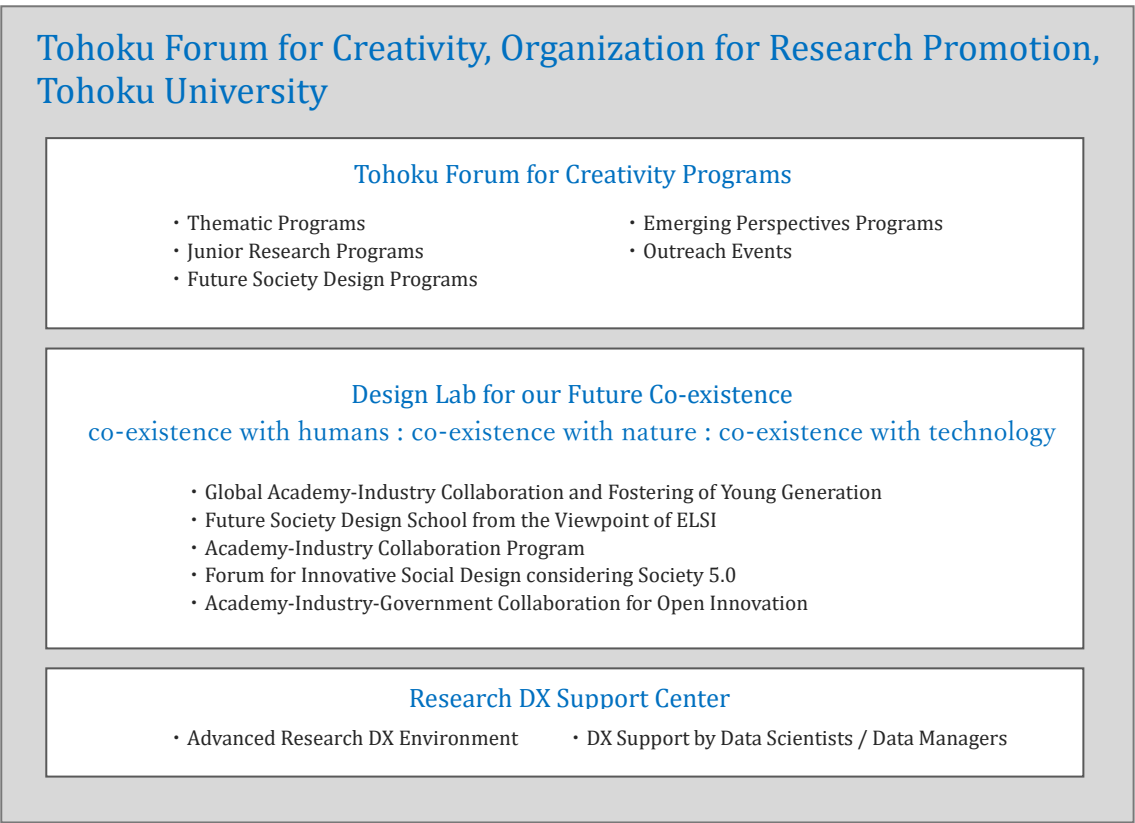 Tohoku Forum for Creativity, Organization for Research Promotion,
Tohoku University
Tohoku Forum for Creativity Programs
・Thematic Programs
・Junior Research Programs
・Future Society Design Programs
・Emerging Perspectives Programs
・Outreach Events
Design Lab for our Future Co-existence
co-existence with humans : co-existence with nature : co-existence with technology
・Global Academy-Industry Collaboration and Fostering of Young Generation
・Future Society Design School from the Viewpoint of ELSI
・Academy-Industry Collaboration Program
・Forum for Innovative Social Design considering Society 5.0
・Academy-Industry-Government Collaboration for Open Innovation
Research DX Support Center
・Advanced Research DX Environment ・DX Support by Data Scientists / Data Managers